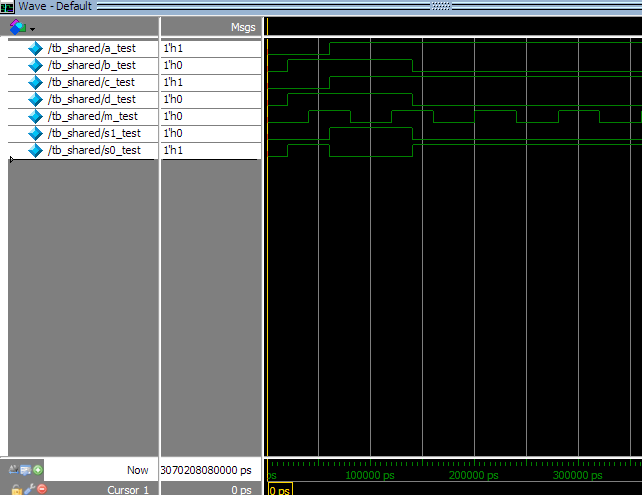 Wave - Default
Msgs
/tb_shared/a_test 1'h1
/tb_shared/b_test 1'h0
/tb_shared/c_test 1'h1
/tb_shared/d_test 1'h0
/tb_shared/m_test 1'h0
/tb_shared/s1_test 1'h0
/tb_shared/s0_test 1'h1
Now 3070208080000 ps ps 100000 ps 200000 ps 300000 ps
Cursor 1 0 ps 0 ps